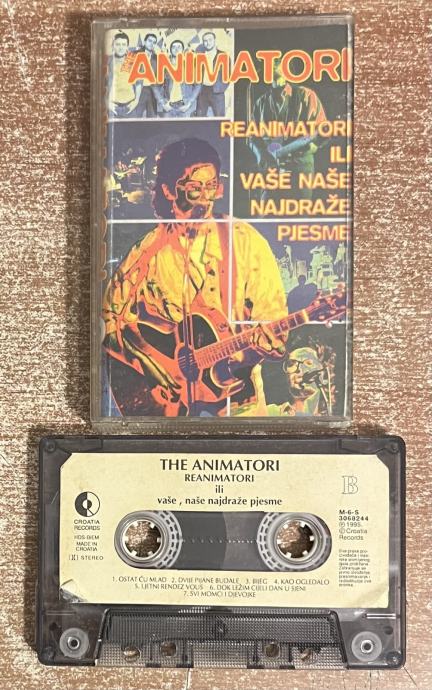 THE
ANIMATORI
REANIMATORI
ILI
VAŠE NAŠE
NAJDRAŽE
PJESME
THE ANIMATORI
REANIMATORI
ili
vaše , naše najdraže pjesme
B
CROATIA
RECORDS
HDS-BIEM
MADE IN
CROATIA
STEREO
M-6-S
3068244
Ⓟ 1995.
Croatia
Records
1. OSTAT ĆU MLAD 2. DVIJE PIJANE BUDALE 3. BIJEG 4. KAO OGLEDALO
5. LJETNI RENDEZ VOUS 6. DOK LEŽIM CIJELI DAN U SJENI
7. SVI MOMCI I DJEVOJKE